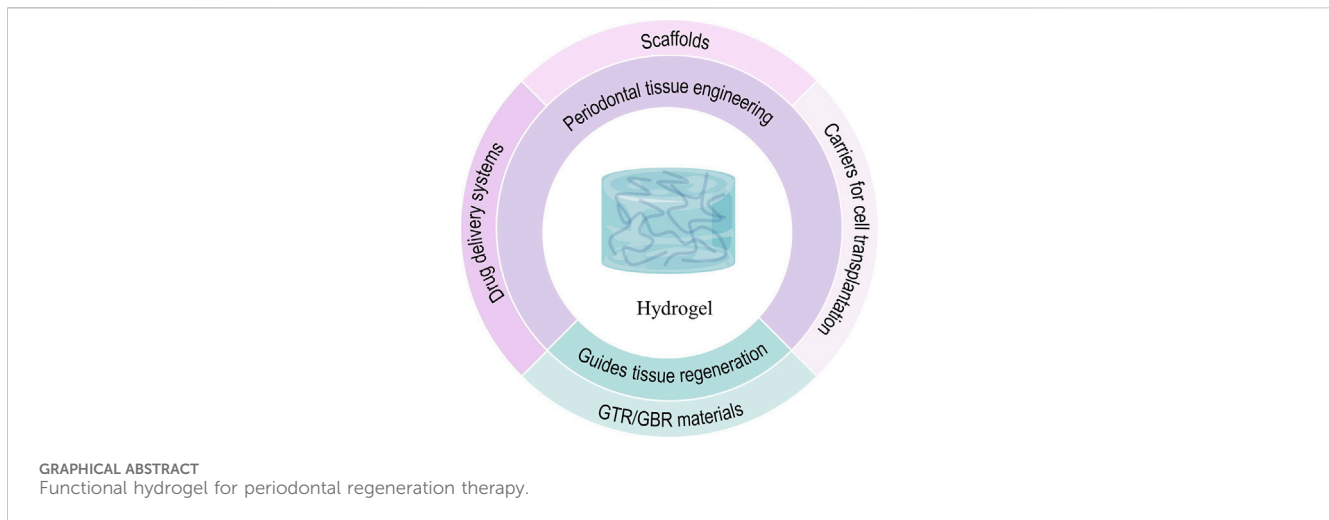 Scaffolds
Periodontal tissue engineering
Drug delivery systems
Carriers for cell transplantation
Hydrogel
Guides tissue regeneration
GTR/GBR materials
GRAPHICAL ABSTRACT
Functional hydrogel for periodontal regeneration therapy.